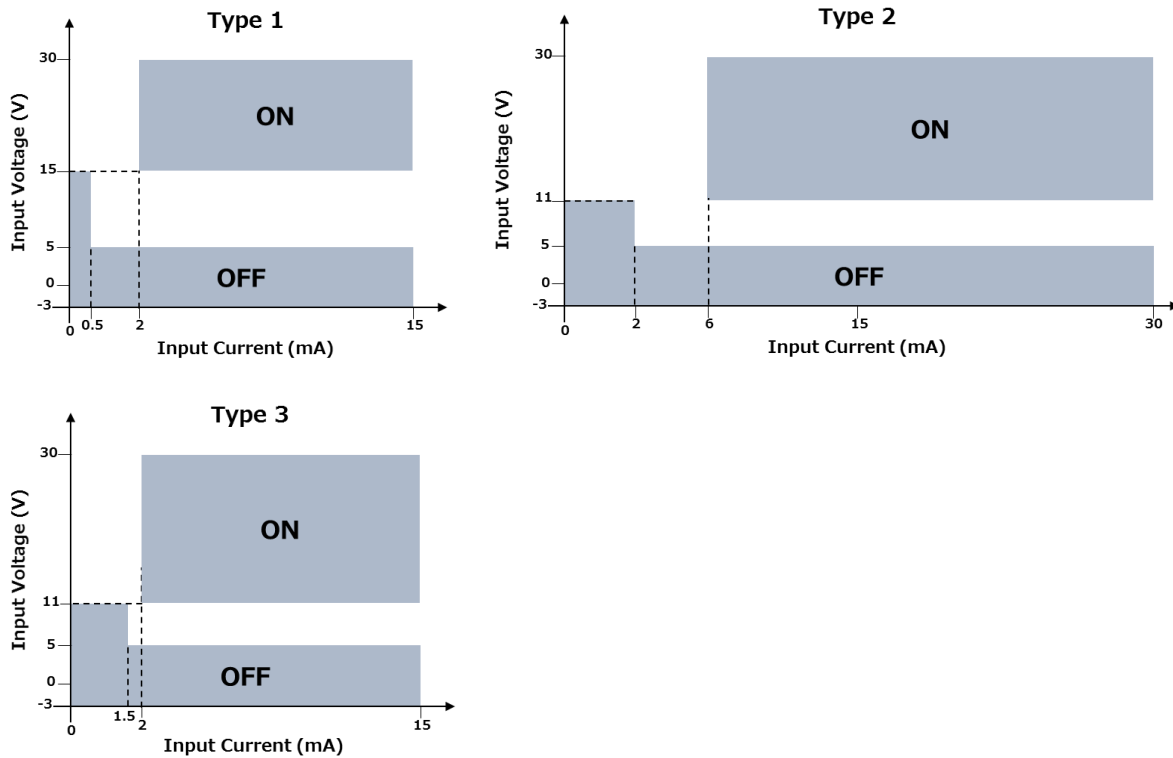 Type 1
Input Voltage (V)
30
15
5
0
-3
ON
OFF
0
0.5
2
15
Input Current (mA)
Type 2
Input Voltage (V)
30
11
5
0
-3
ON
OFF
0
2
6
15
30
Input Current (mA)
Type 3
Input Voltage (V)
30
11
5
0
-3
ON
OFF
0
1.5
2
15
Input Current (mA)